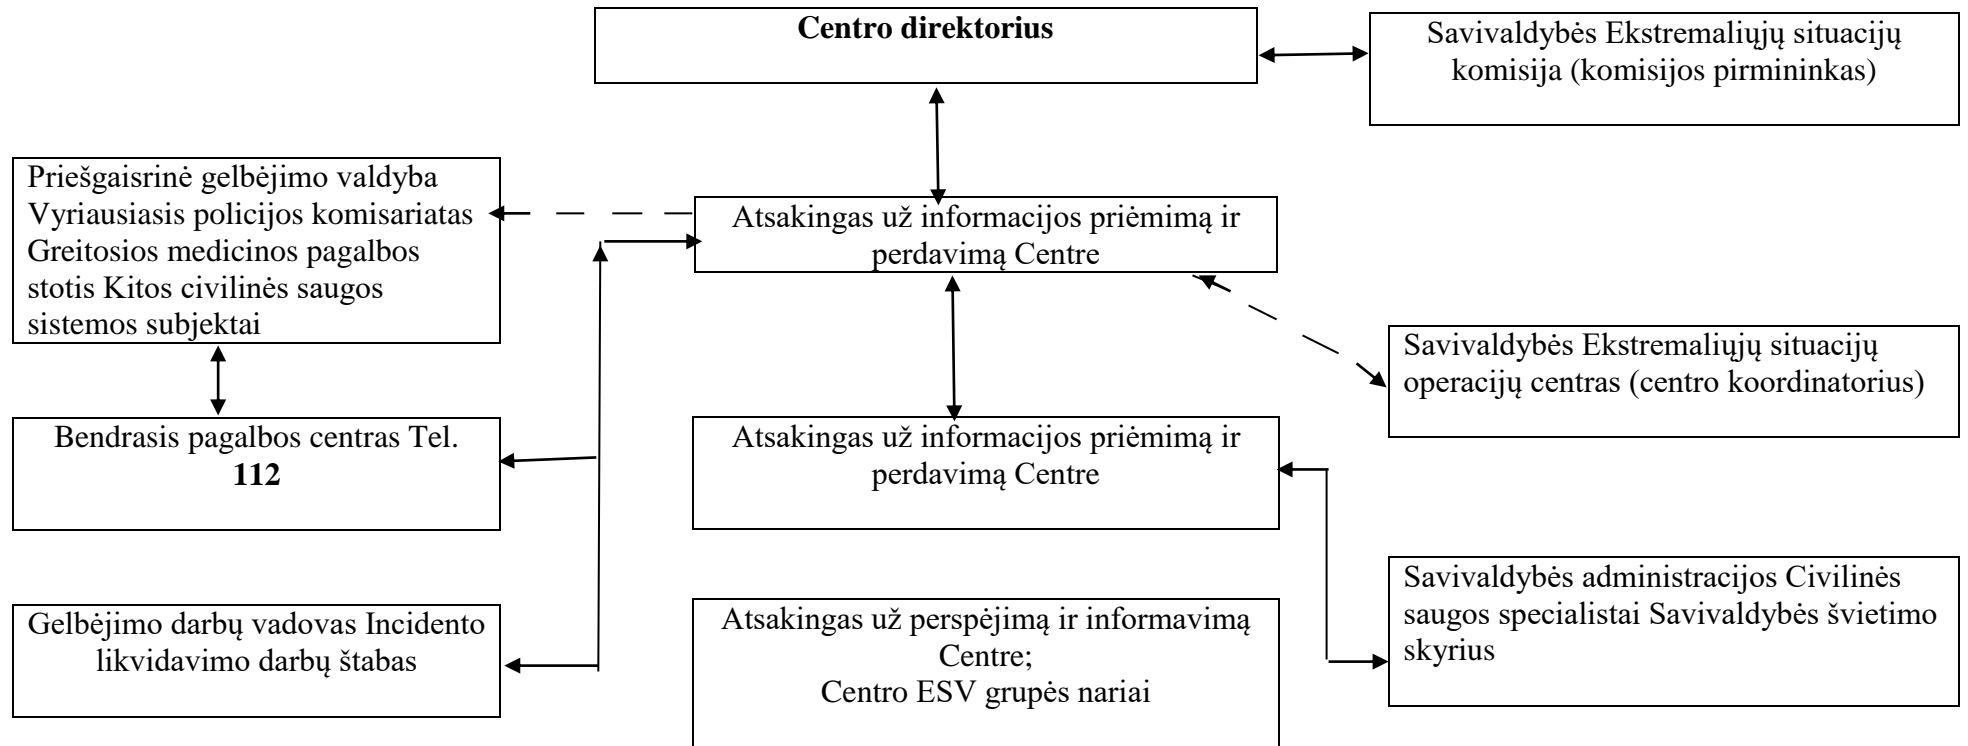 Centro direktorius
Savivaldybės Ekstremaliųjų situacijų
komisija (komisijos pirmininkas)
Priešgaisrinė gelbėjimo valdyba
Vyriausiasis policijos komisariatas
Greitosios medicinos pagalbos
stotis Kitos civilinės saugos
sistemos subjektai
Atsakingas už informacijos priėmimą ir
perdavimą Centre
Savivaldybės Ekstremaliųjų situacijų
operacijų centras (centro koordinatorius)
Bendrasis pagalbos centras Tel.
112
Atsakingas už informacijos priėmimą ir
perdavimą Centre
Savivaldybės administracijos Civilinės
saugos specialistai Savivaldybės švietimo
skyrius
Gelbėjimo darbų vadovas Incidento
likvidavimo darbų štabas
Atsakingas už perspėjimą ir informavimą
Centre;
Centro ESV grupės nariai